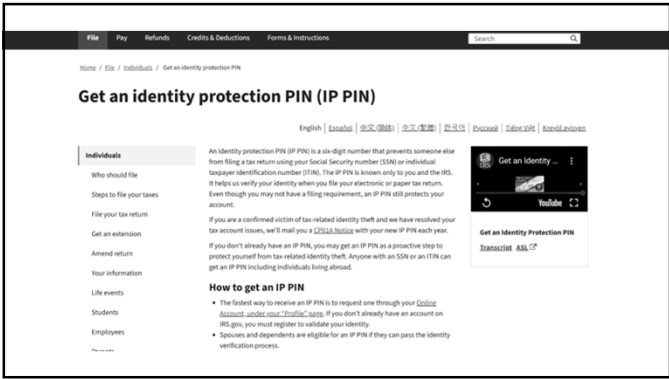 File Pay Refunds Credits & Deductions Forms & Instructions Search
Home / File / Individuals / Get an identity protection PIN
Get an identity protection PIN (IP PIN)
English | Español | 中文 (简体) | 中文 (繁體) | 한국어 | Русский | Tiếng Việt | Kreyòl ayisyen
Individuals
Who should file
Steps to file your taxes
File your tax return
Get an extension
Amend return
Your information
Life events
Students
Employees
An identity protection PIN (IP PIN) is a six-digit number that prevents someone else
from filing a tax return using your Social Security number (SSN) or individual
taxpayer identification number (ITIN). The IP PIN is known only to you and the IRS.
It helps us verify your identity when you file your electronic or paper tax return.
Even though you may not have a filing requirement, an IP PIN still protects your
account.
If you are a confirmed victim of tax-related identity theft and we have resolved your
tax account issues, we'll mail you a CP01A Notice with your new IP PIN each year.
If you don't already have an IP PIN, you may get an IP PIN as a proactive step to
protect yourself from tax-related identity theft. Anyone with an SSN or an ITIN can
get an IP PIN including individuals living abroad.
How to get an IP PIN
• The fastest way to receive an IP PIN is to request one through your Online
Account, under your "Profile" page. If you don't already have an account on
IRS.gov, you must register to validate your identity.
• Spouses and dependents are eligible for an IP PIN if they can pass the identity
verification process.
IRS
Get an Identity ...
YouTube
Get an Identity Protection PIN
Transcript ASL